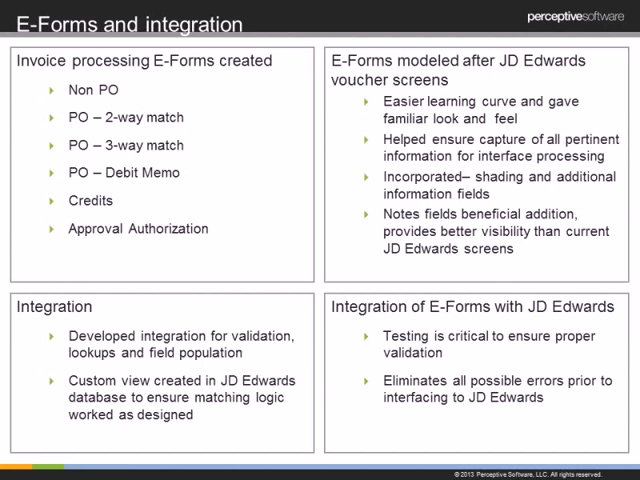 E-Forms and integration
perceptivesoftware
Invoice processing E-Forms created
Non PO
PO – 2-way match
PO – 3-way match
PO – Debit Memo
Credits
Approval Authorization
E-Forms modeled after JD Edwards
voucher screens
Easier learning curve and gave
familiar look and feel
Helped ensure capture of all pertinent
information for interface processing
Incorporated– shading and additional
information fields
Notes fields beneficial addition,
provides better visibility than current
JD Edwards screens
Integration
Developed integration for validation,
lookups and field population
Custom view created in JD Edwards
database to ensure matching logic
worked as designed
Integration of E-Forms with JD Edwards
Testing is critical to ensure proper
validation
Eliminates all possible errors prior to
interfacing to JD Edwards
© 2013 Perceptive Software, LLC. All rights reserved.